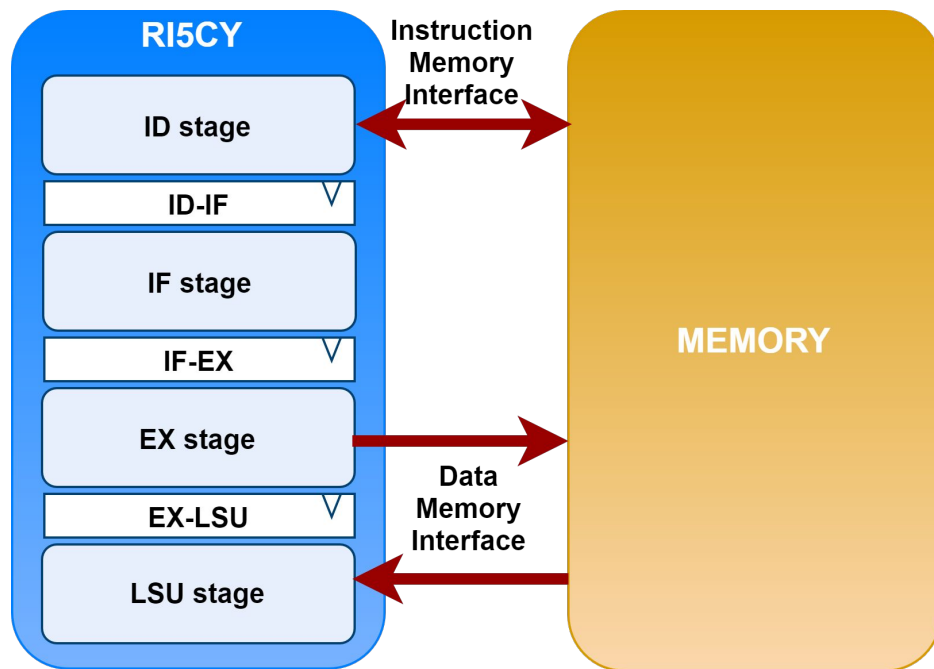 RI5CY
ID stage
ID-IF
IF stage
IF-EX
EX stage
EX-LSU
LSU stage
Instruction
Memory
Interface
Data
Memory
Interface
MEMORY